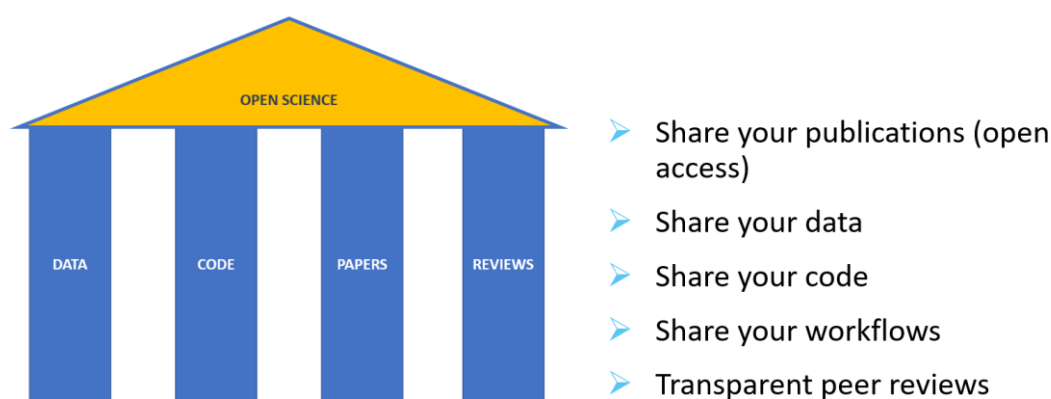 OPEN SCIENCE
DATA
CODE
PAPERS
REVIEWS
Share your publications (open
access)
Share your data
Share your code
Share your workflows
Transparent peer reviews